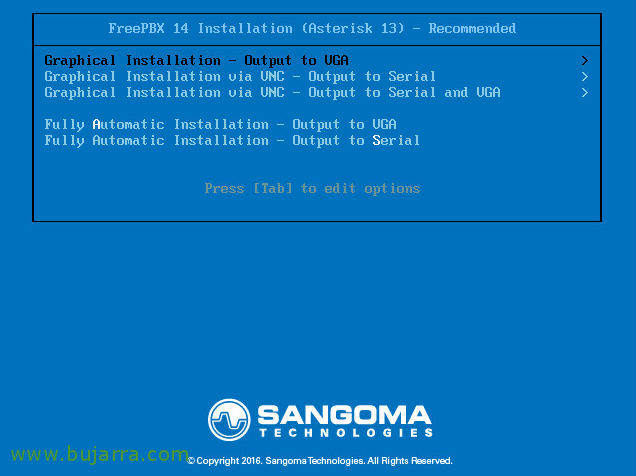 FreePBX 14 Installation (Asterisk 13) - Recommended
Graphical Installation - Output to VGA >
Graphical Installation via VNC - Output to Serial >
Graphical Installation via VNC - Output to Serial and VGA >
Fully Automatic Installation - Output to VGA
Fully Automatic Installation - Output to Serial
Press [Tab] to edit options
SANGOMA
TECHNOLOGIES
www.bujarra.com
© Copyright 2016. Sangoma Technologies. All Rights Reserved.